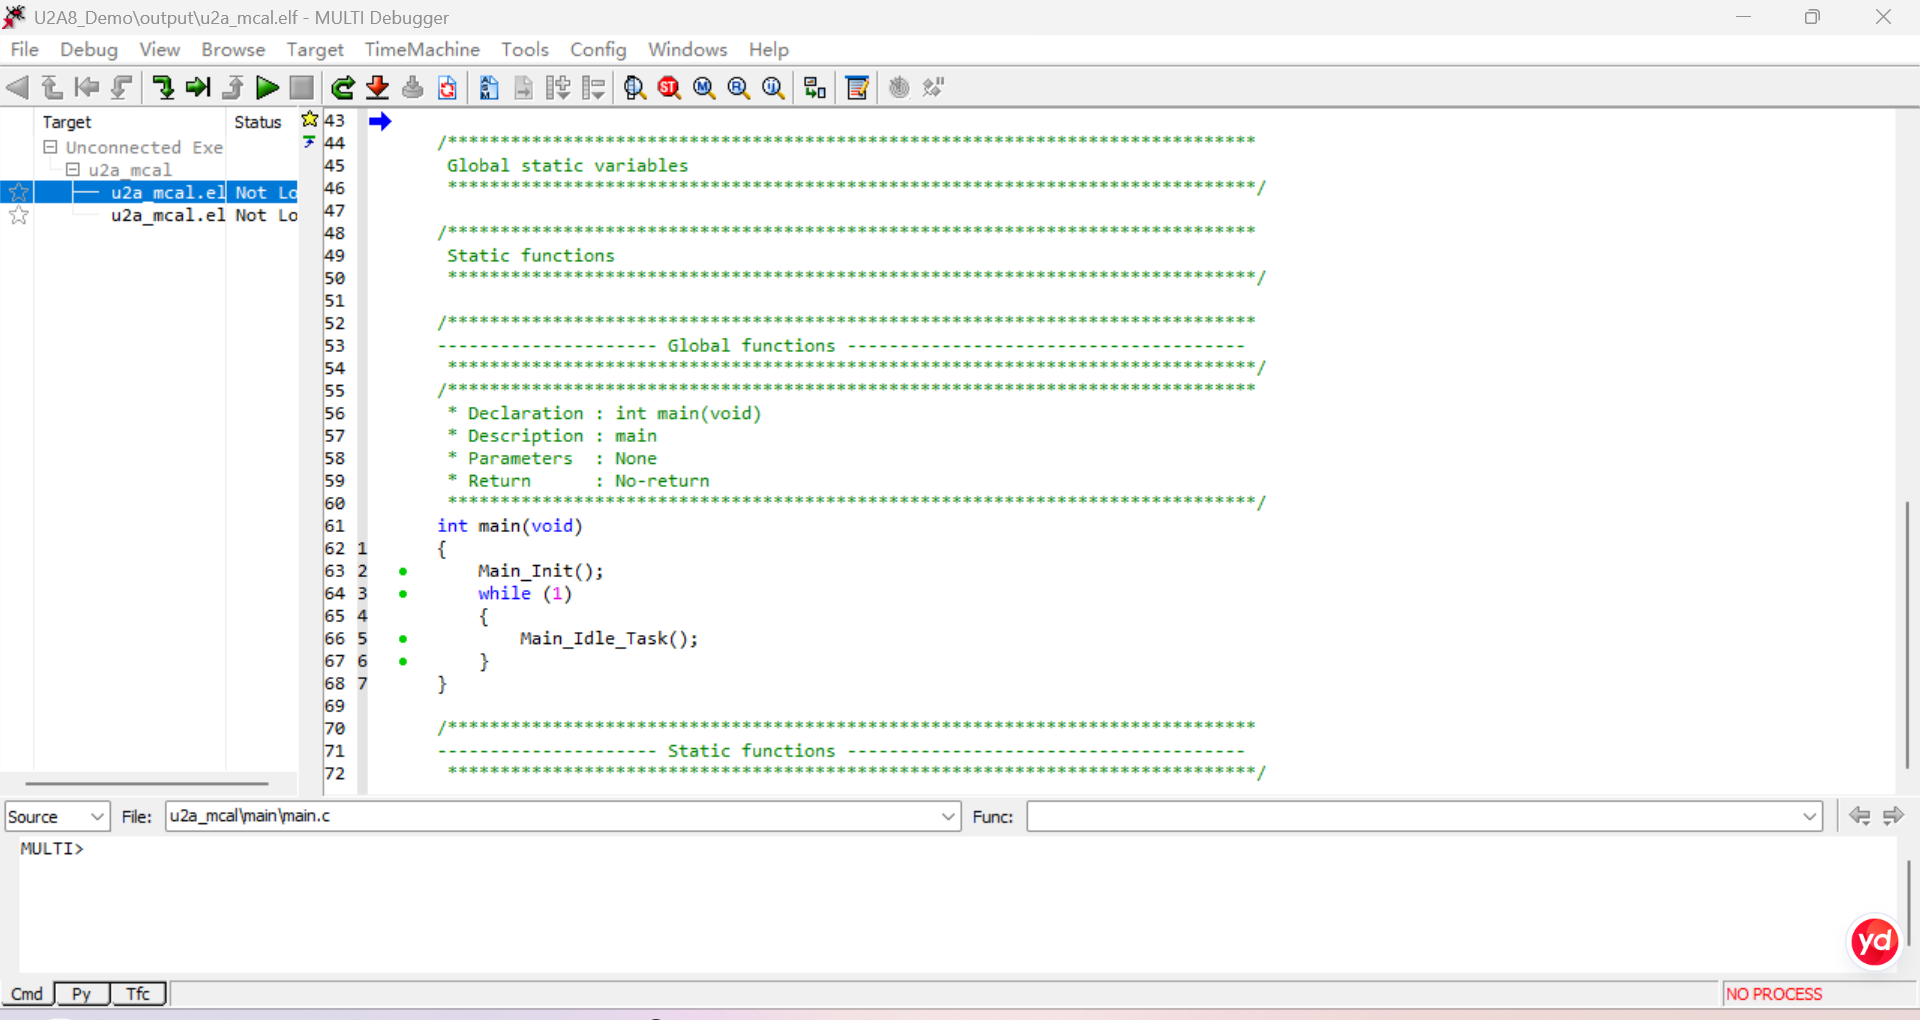 U2A8_Demo\output\u2a_mcal.elf - MULTI Debugger
File Debug View Browse Target TimeMachine Tools Config Windows Help
Target Status
Unconnected Exe
u2a_mcal
u2a_mcal.el Not Lo
u2a_mcal.el Not Lo
43
44 /*****************************************************************************
45 Global static variables
46 *****************************************************************************/
47
48 /*****************************************************************************
49 Static functions
50 *****************************************************************************/
51
52 /*****************************************************************************
53 --------------------- Global functions --------------------------------------
54 *****************************************************************************/
55 /*****************************************************************************
56 * Declaration : int main(void)
57 * Description : main
58 * Parameters : None
59 * Return : No-return
60 *****************************************************************************/
61 int main(void)
62 1 {
63 2 Main_Init();
64 3 while (1)
65 4 {
66 5 Main_Idle_Task();
67 6 }
68 7 }
69
70 /*****************************************************************************
71 --------------------- Static functions --------------------------------------
72 *****************************************************************************/
Source File: u2a_mcal\main\main.c Func:
MULTI>
yd
Cmd Py Tfc NO PROCESS